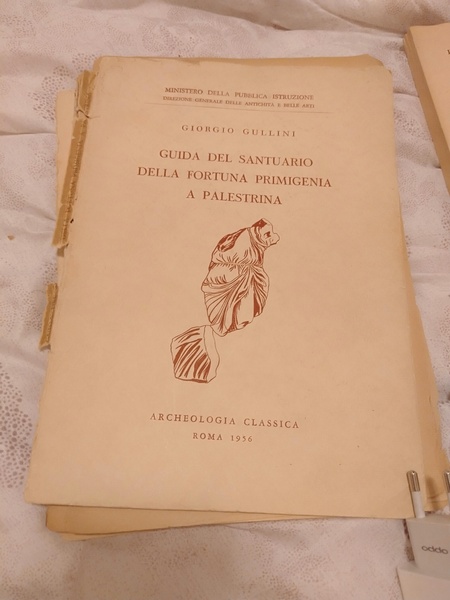 MINISTERO DELLA PUBBLICA ISTRUZIONE
DIREZIONE GENERALE DELLE ANTICHITÀ E BELLE ARTI
GIORGIO GULLINI
GUIDA DEL SANTUARIO
DELLA FORTUNA PRIMIGENIA
A PALESTRINA
ARCHEOLOGIA CLASSICA
ROMA 1956
oppo